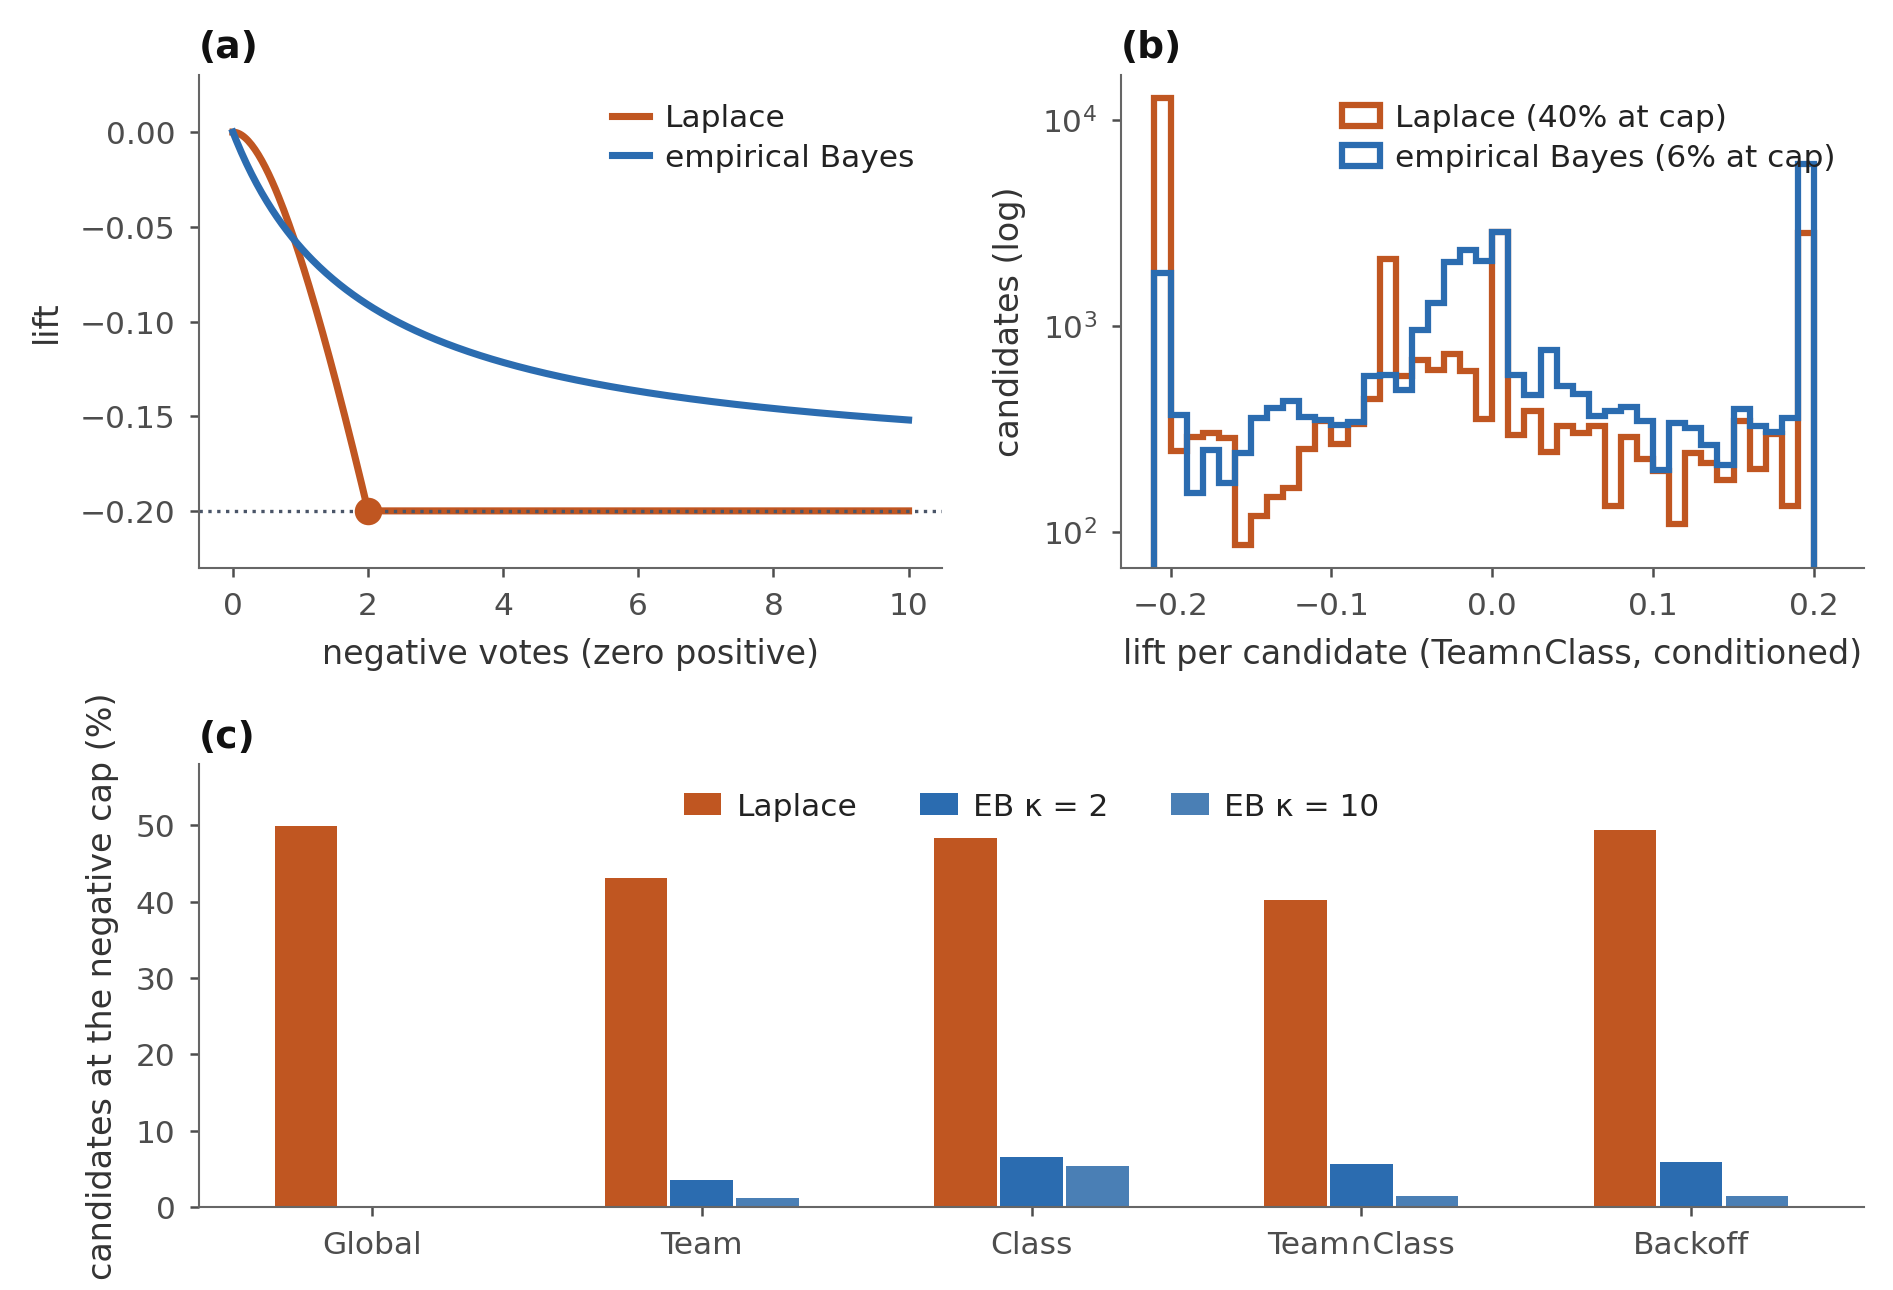 (a)
lift
0.00
−0.05
−0.10
−0.15
−0.20
Laplace
empirical Bayes
0 2 4 6 8 10
negative votes (zero positive)
(b)
candidates (log)
10⁴
10³
10²
Laplace (40% at cap)
empirical Bayes (6% at cap)
−0.2 −0.1 0.0 0.1 0.2
lift per candidate (Team∩Class, conditioned)
(c)
candidates at the negative cap (%)
50
40
30
20
10
0
Laplace EB κ = 2 EB κ = 10
Global Team Class Team∩Class Backoff